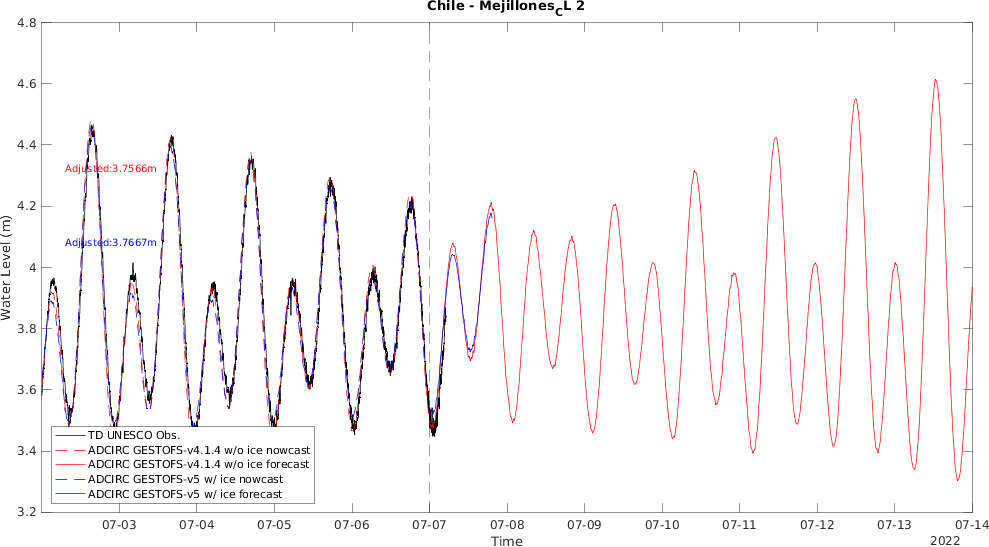 Chile - Mejillones_CL 2
Water Level (m)
4.8
4.6
4.4
4.2
4
3.8
3.6
3.4
3.2
Adjusted:3.7566m
Adjusted:3.7667m
TD UNESCO Obs.
ADCIRC GESTOFS-v4.1.4 w/o ice nowcast
ADCIRC GESTOFS-v4.1.4 w/o ice forecast
ADCIRC GESTOFS-v5 w/ ice nowcast
ADCIRC GESTOFS-v5 w/ ice forecast
07-03 07-04 07-05 07-06 07-07 07-08 07-09 07-10 07-11 07-12 07-13 07-14
Time
2022